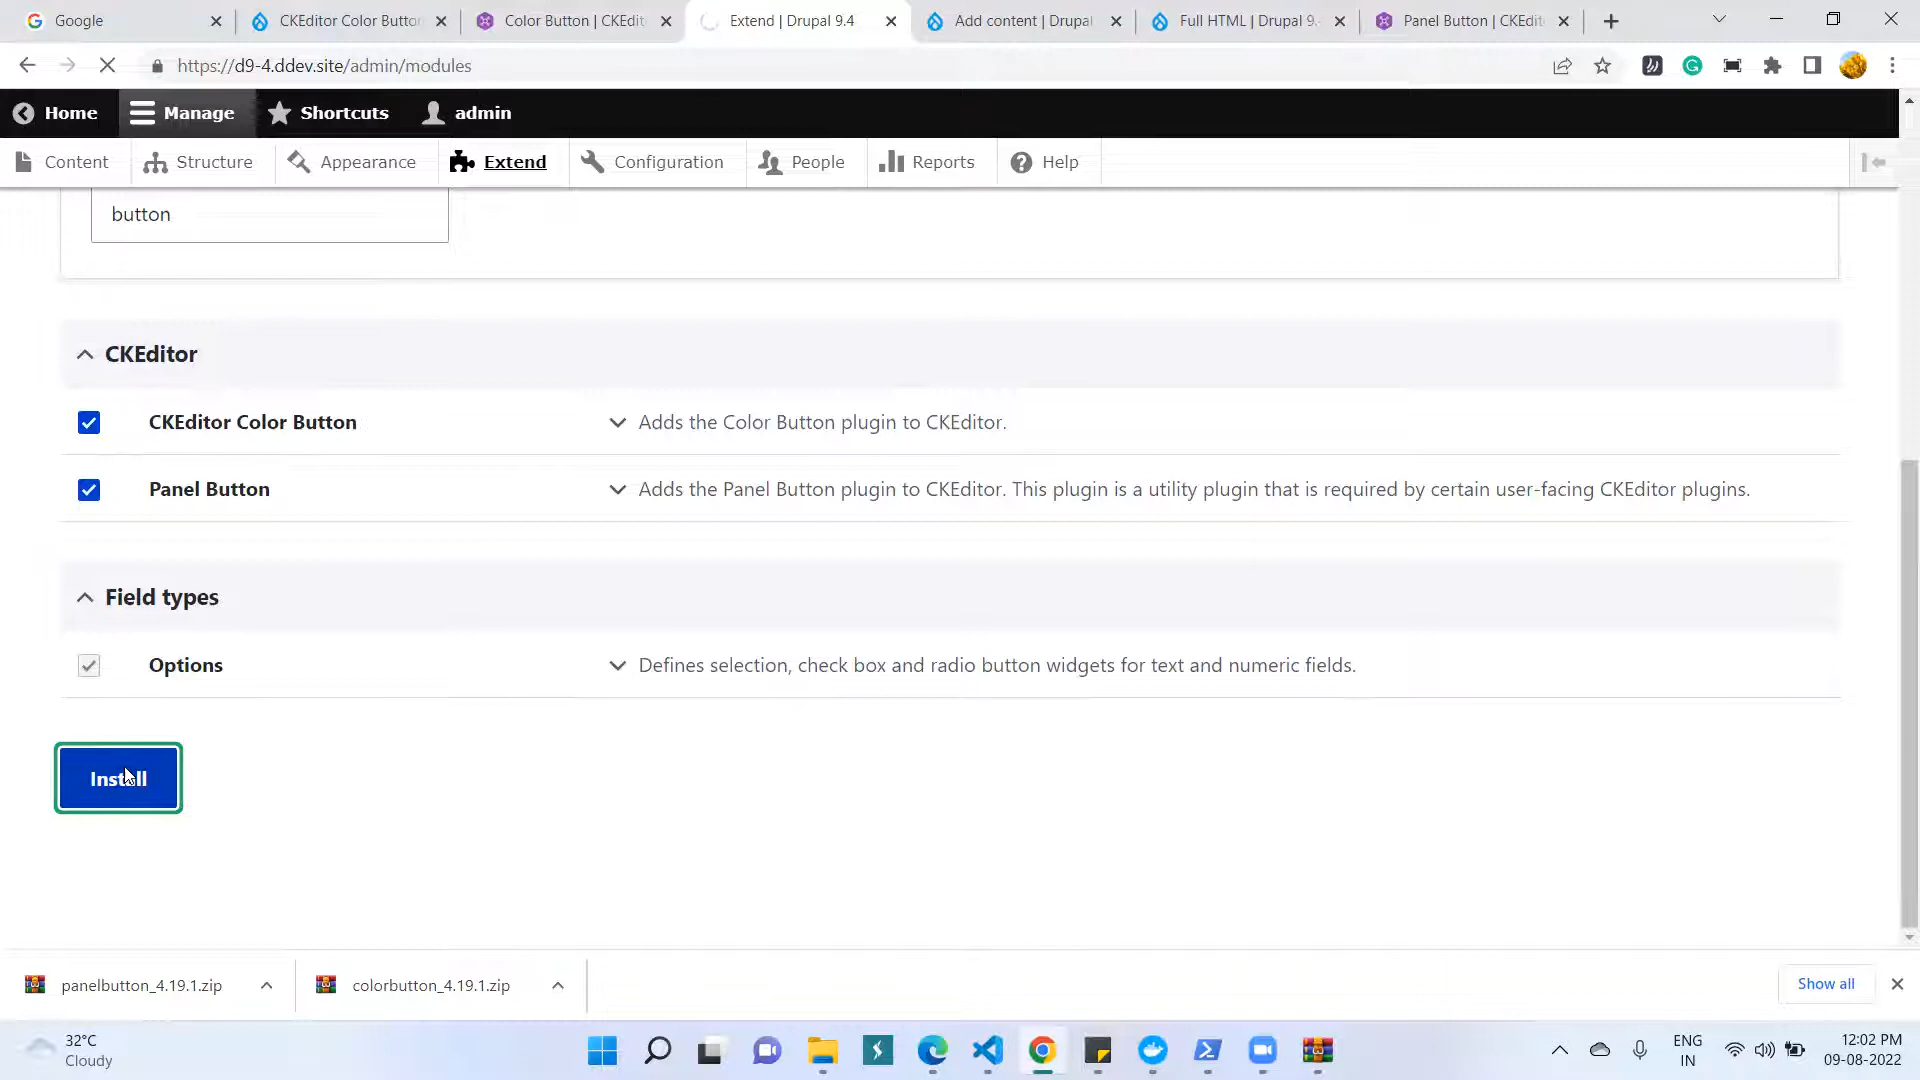 Google
CKEditor Color Butto
Color Button | CKEdit
Extend | Drupal 9.4
Add content | Drupal
Full HTML | Drupal 9.
Panel Button | CKEdit
https://d9-4.ddev.site/admin/modules
Home
Manage
Shortcuts
admin
Content
Structure
Appearance
Extend
Configuration
People
Reports
Help
button
CKEditor
CKEditor Color Button
Adds the Color Button plugin to CKEditor.
Panel Button
Adds the Panel Button plugin to CKEditor. This plugin is a utility plugin that is required by certain user-facing CKEditor plugins.
Field types
Options
Defines selection, check box and radio button widgets for text and numeric fields.
Install
panelbutton_4.19.1.zip
colorbutton_4.19.1.zip
Show all
32°C
Cloudy
ENG
IN
12:02 PM
09-08-2022